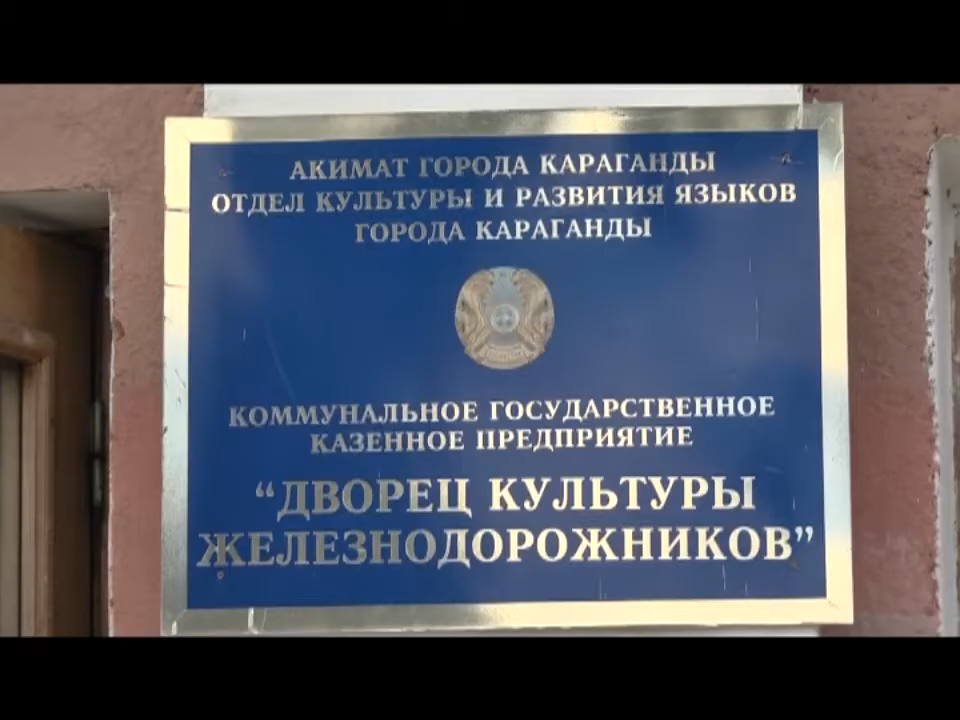 АКИМАТ ГОРОДА КАРАГАНДЫ
ОТДЕЛ КУЛЬТУРЫ И РАЗВИТИЯ ЯЗЫКОВ
ГОРОДА КАРАГАНДЫ
КОММУНАЛЬНОЕ ГОСУДАРСТВЕННОЕ
КАЗЕННОЕ ПРЕДПРИЯТИЕ
“ДВОРЕЦ КУЛЬТУРЫ
ЖЕЛЕЗНОДОРОЖНИКОВ”